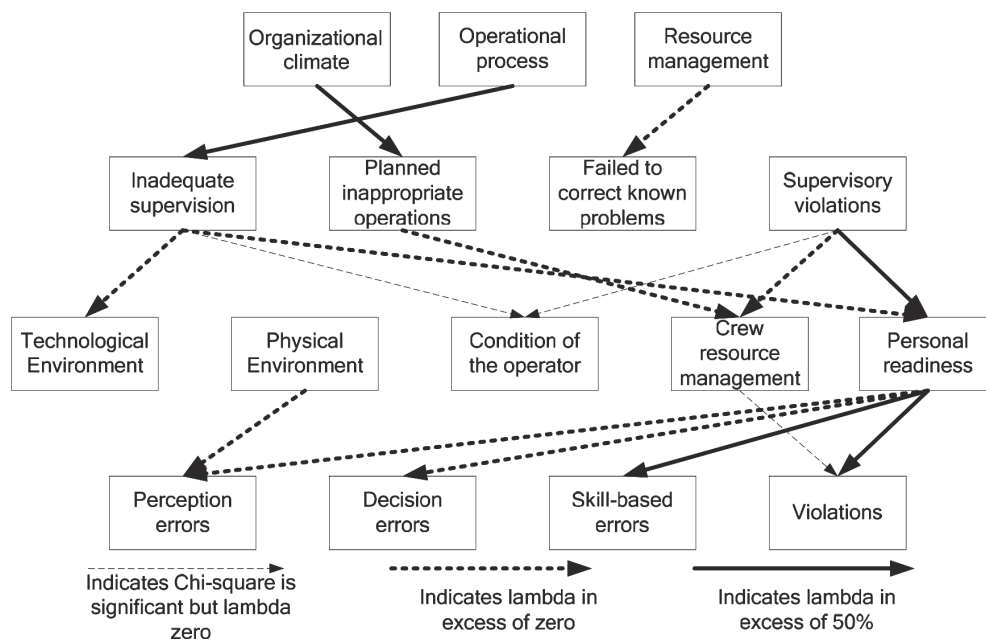 Organizational
climate
Operational
process
Resource
management
Inadequate
supervision
Planned
inappropriate
operations
Failed to
correct known
problems
Supervisory
violations
Technological
Environment
Physical
Environment
Condition of
the operator
Crew
resource
management
Personal
readiness
Perception
errors
Decision
errors
Skill-based
errors
Violations
Indicates Chi-square is
significant but lambda
zero
Indicates lambda in
excess of zero
Indicates lambda in
excess of 50%